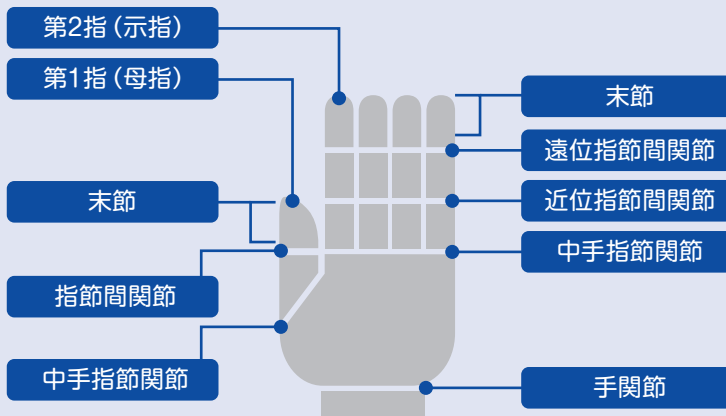 第2指（示指）
第1指（母指）
末節
指節間関節
中手指節関節
末節
遠位指節間関節
近位指節間関節
中手指節関節
手関節